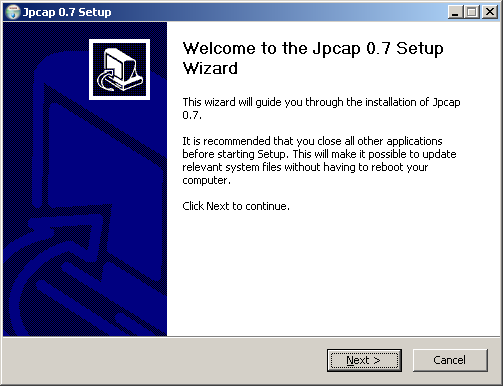 Jpcap 0.7 Setup
Welcome to the Jpcap 0.7 Setup
Wizard
This wizard will guide you through the installation of Jpcap
0.7.
It is recommended that you close all other applications
before starting Setup. This will make it possible to update
relevant system files without having to reboot your
computer.
Click Next to continue.
Next >
Cancel